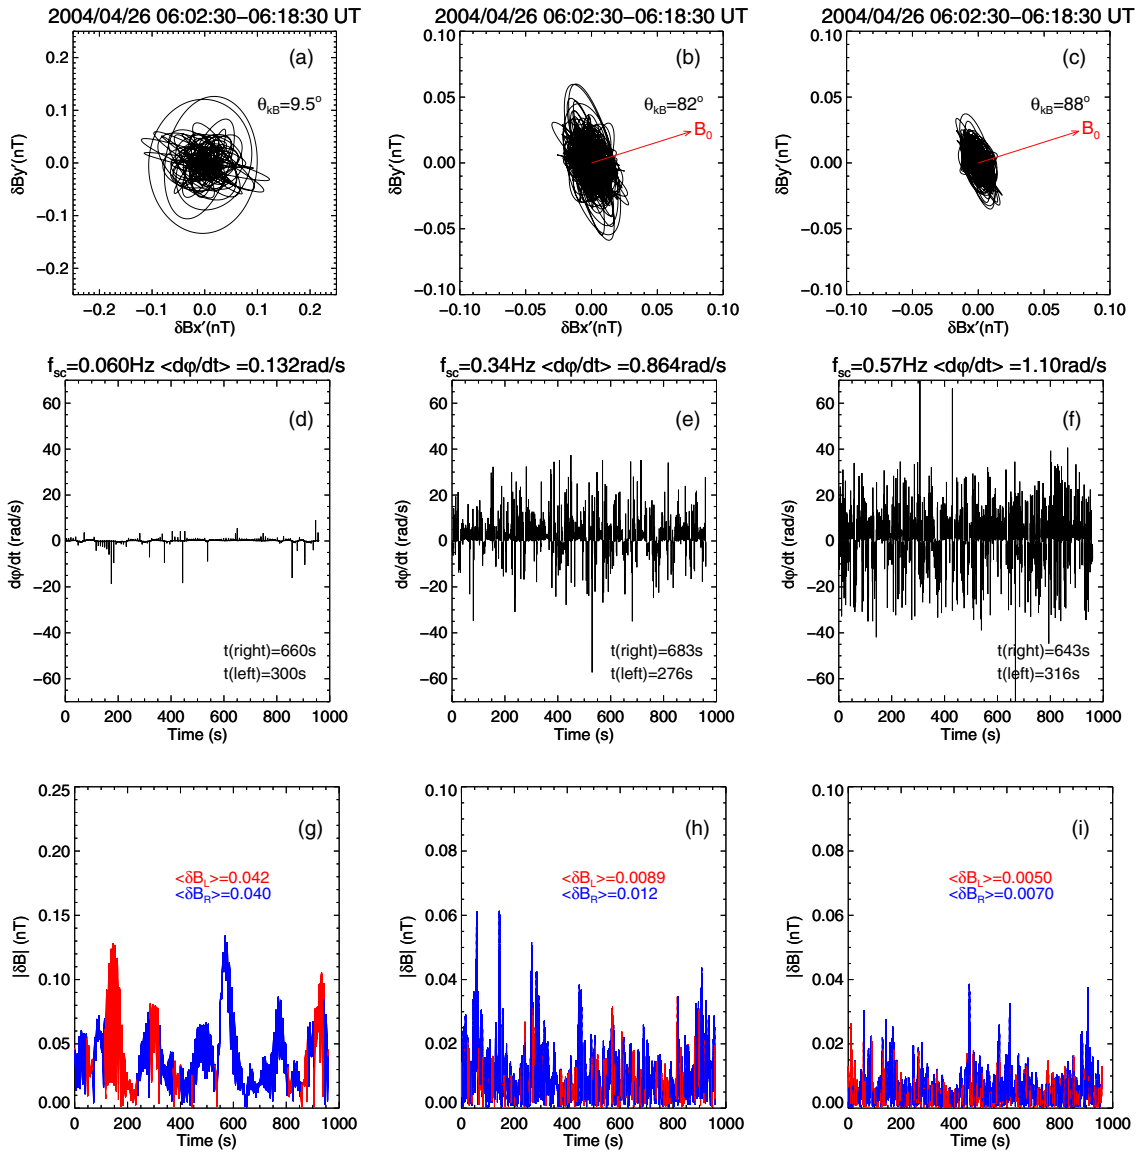 2004/04/26 06:02:30−06:18:30 UT
2004/04/26 06:02:30−06:18:30 UT
2004/04/26 06:02:30−06:18:30 UT
(a)
θkB=9.5°
0.2
0.1
0.0
−0.1
−0.2
δBy′(nT)
−0.2 −0.1 0.0 0.1 0.2
δBx′(nT)
(b)
θkB=82°
B0
0.10
0.05
0.00
−0.05
−0.10
δBy′(nT)
−0.10 −0.05 0.00 0.05 0.10
δBx′(nT)
(c)
θkB=88°
B0
0.10
0.05
0.00
−0.05
−0.10
δBy′(nT)
−0.10 −0.05 0.00 0.05 0.10
δBx′(nT)
fsc=0.060Hz <dφ/dt> =0.132rad/s
(d)
60
40
20
0
−20
−40
−60
dφ/dt (rad/s)
t(right)=660s
t(left)=300s
0 200 400 600 800 1000
Time (s)
fsc=0.34Hz <dφ/dt> =0.864rad/s
(e)
60
40
20
0
−20
−40
−60
dφ/dt (rad/s)
t(right)=683s
t(left)=276s
0 200 400 600 800 1000
Time (s)
fsc=0.57Hz <dφ/dt> =1.10rad/s
(f)
60
40
20
0
−20
−40
−60
dφ/dt (rad/s)
t(right)=643s
t(left)=316s
0 200 400 600 800 1000
Time (s)
(g)
0.25
0.20
0.15
0.10
0.05
0.00
|δB| (nT)
<δBL>=0.042
<δBR>=0.040
0 200 400 600 800 1000
Time (s)
(h)
0.10
0.08
0.06
0.04
0.02
0.00
|δB| (nT)
<δBL>=0.0089
<δBR>=0.012
0 200 400 600 800 1000
Time (s)
(i)
0.10
0.08
0.06
0.04
0.02
0.00
|δB| (nT)
<δBL>=0.0050
<δBR>=0.0070
0 200 400 600 800 1000
Time (s)